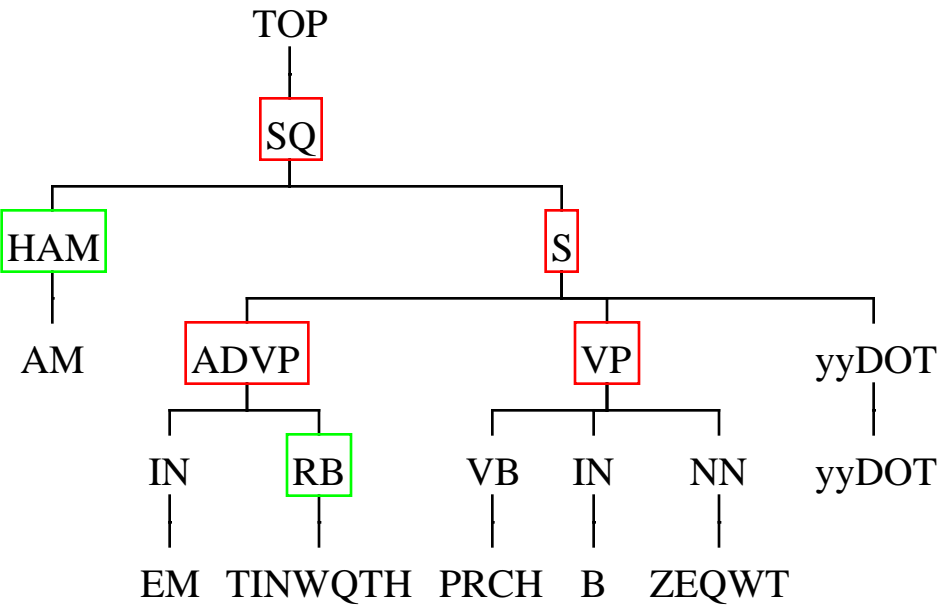 TOP
SQ
HAM S
AM ADVP VP yyDOT
IN RB VB IN NN yyDOT
EM TINWQTH PRCH B ZEQWT